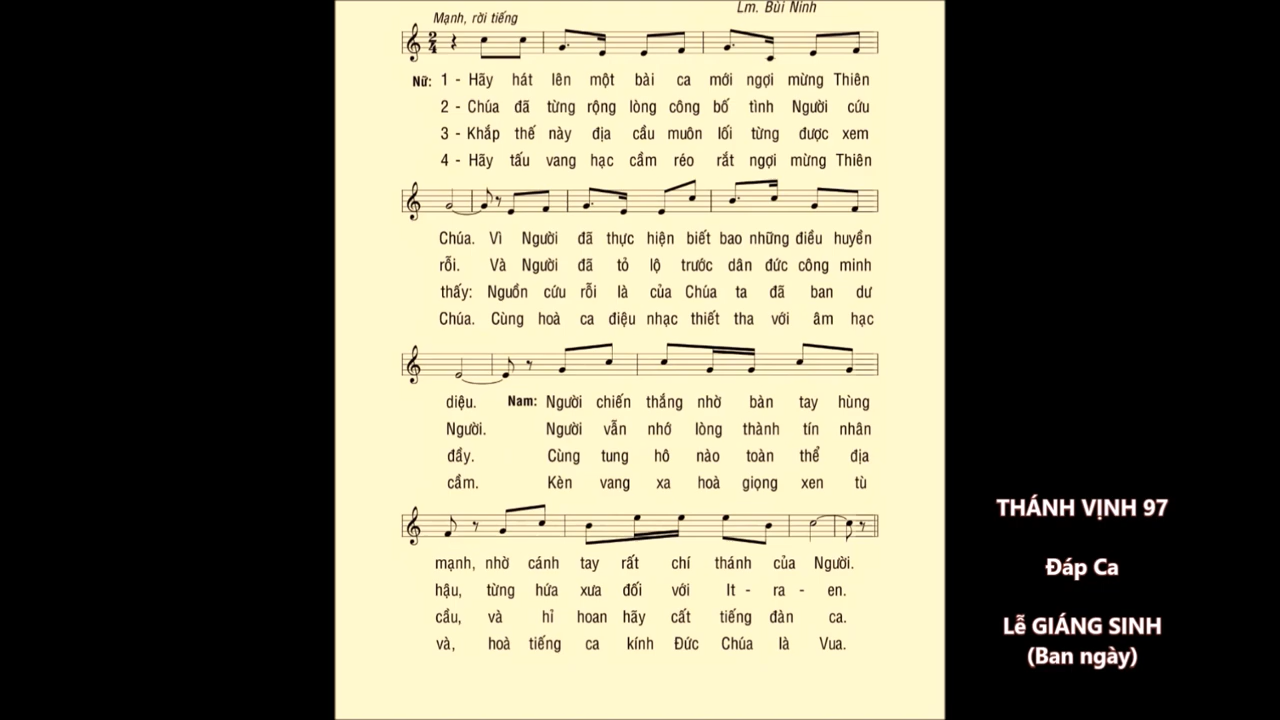 Lm. Bùi Ninh
Mạnh, rời tiếng
2
4
Nữ: 1 - Hãy hát lên một bài ca mới ngợi mừng Thiên
2 - Chúa đã từng rộng lòng công bố tình Người cứu
3 - Khắp thế này địa cầu muôn lối từng được xem
4 - Hãy tấu vang hạc cầm réo rắt ngợi mừng Thiên
Chúa. Vì Người đã thực hiện biết bao những điều huyền
rỗi. Và Người đã tỏ lộ trước dân đức công minh
thấy: Nguồn cứu rỗi là của Chúa ta đã ban dư
Chúa. Cùng hoà ca diệu nhạc thiết tha với âm hạc
diệu. Nam: Người chiến thắng nhờ bàn tay hùng
Người. Người vẫn nhớ lòng thành tín nhân
đầy. Cùng tung hô nào toàn thể địa
cầm. Kèn vang xa hoà giọng xen tù
mạnh, nhờ cánh tay rất chí thánh của Người.
hậu, từng hứa xưa đối với It - ra - en.
cầu, và hỉ hoan hãy cất tiếng đàn ca.
và, hoà tiếng ca kính Đức Chúa là Vua.
THÁNH VỊNH 97
Đáp Ca
Lễ GIÁNG SINH
(Ban ngày)